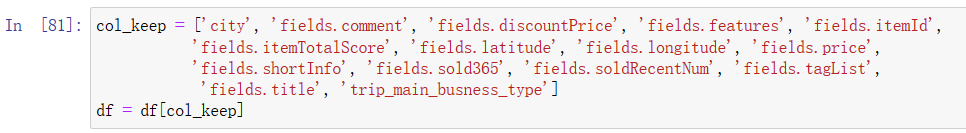 In [81]: col_keep = ['city', 'fields.comment', 'fields.discountPrice', 'fields.features', 'fields.itemId',
'fields.itemTotalScore', 'fields.latitude', 'fields.longitude', 'fields.price',
'fields.shortInfo', 'fields.sold365', 'fields.soldRecentNum', 'fields.tagList',
'fields.title', 'trip_main_busness_type']
df = df[col_keep]